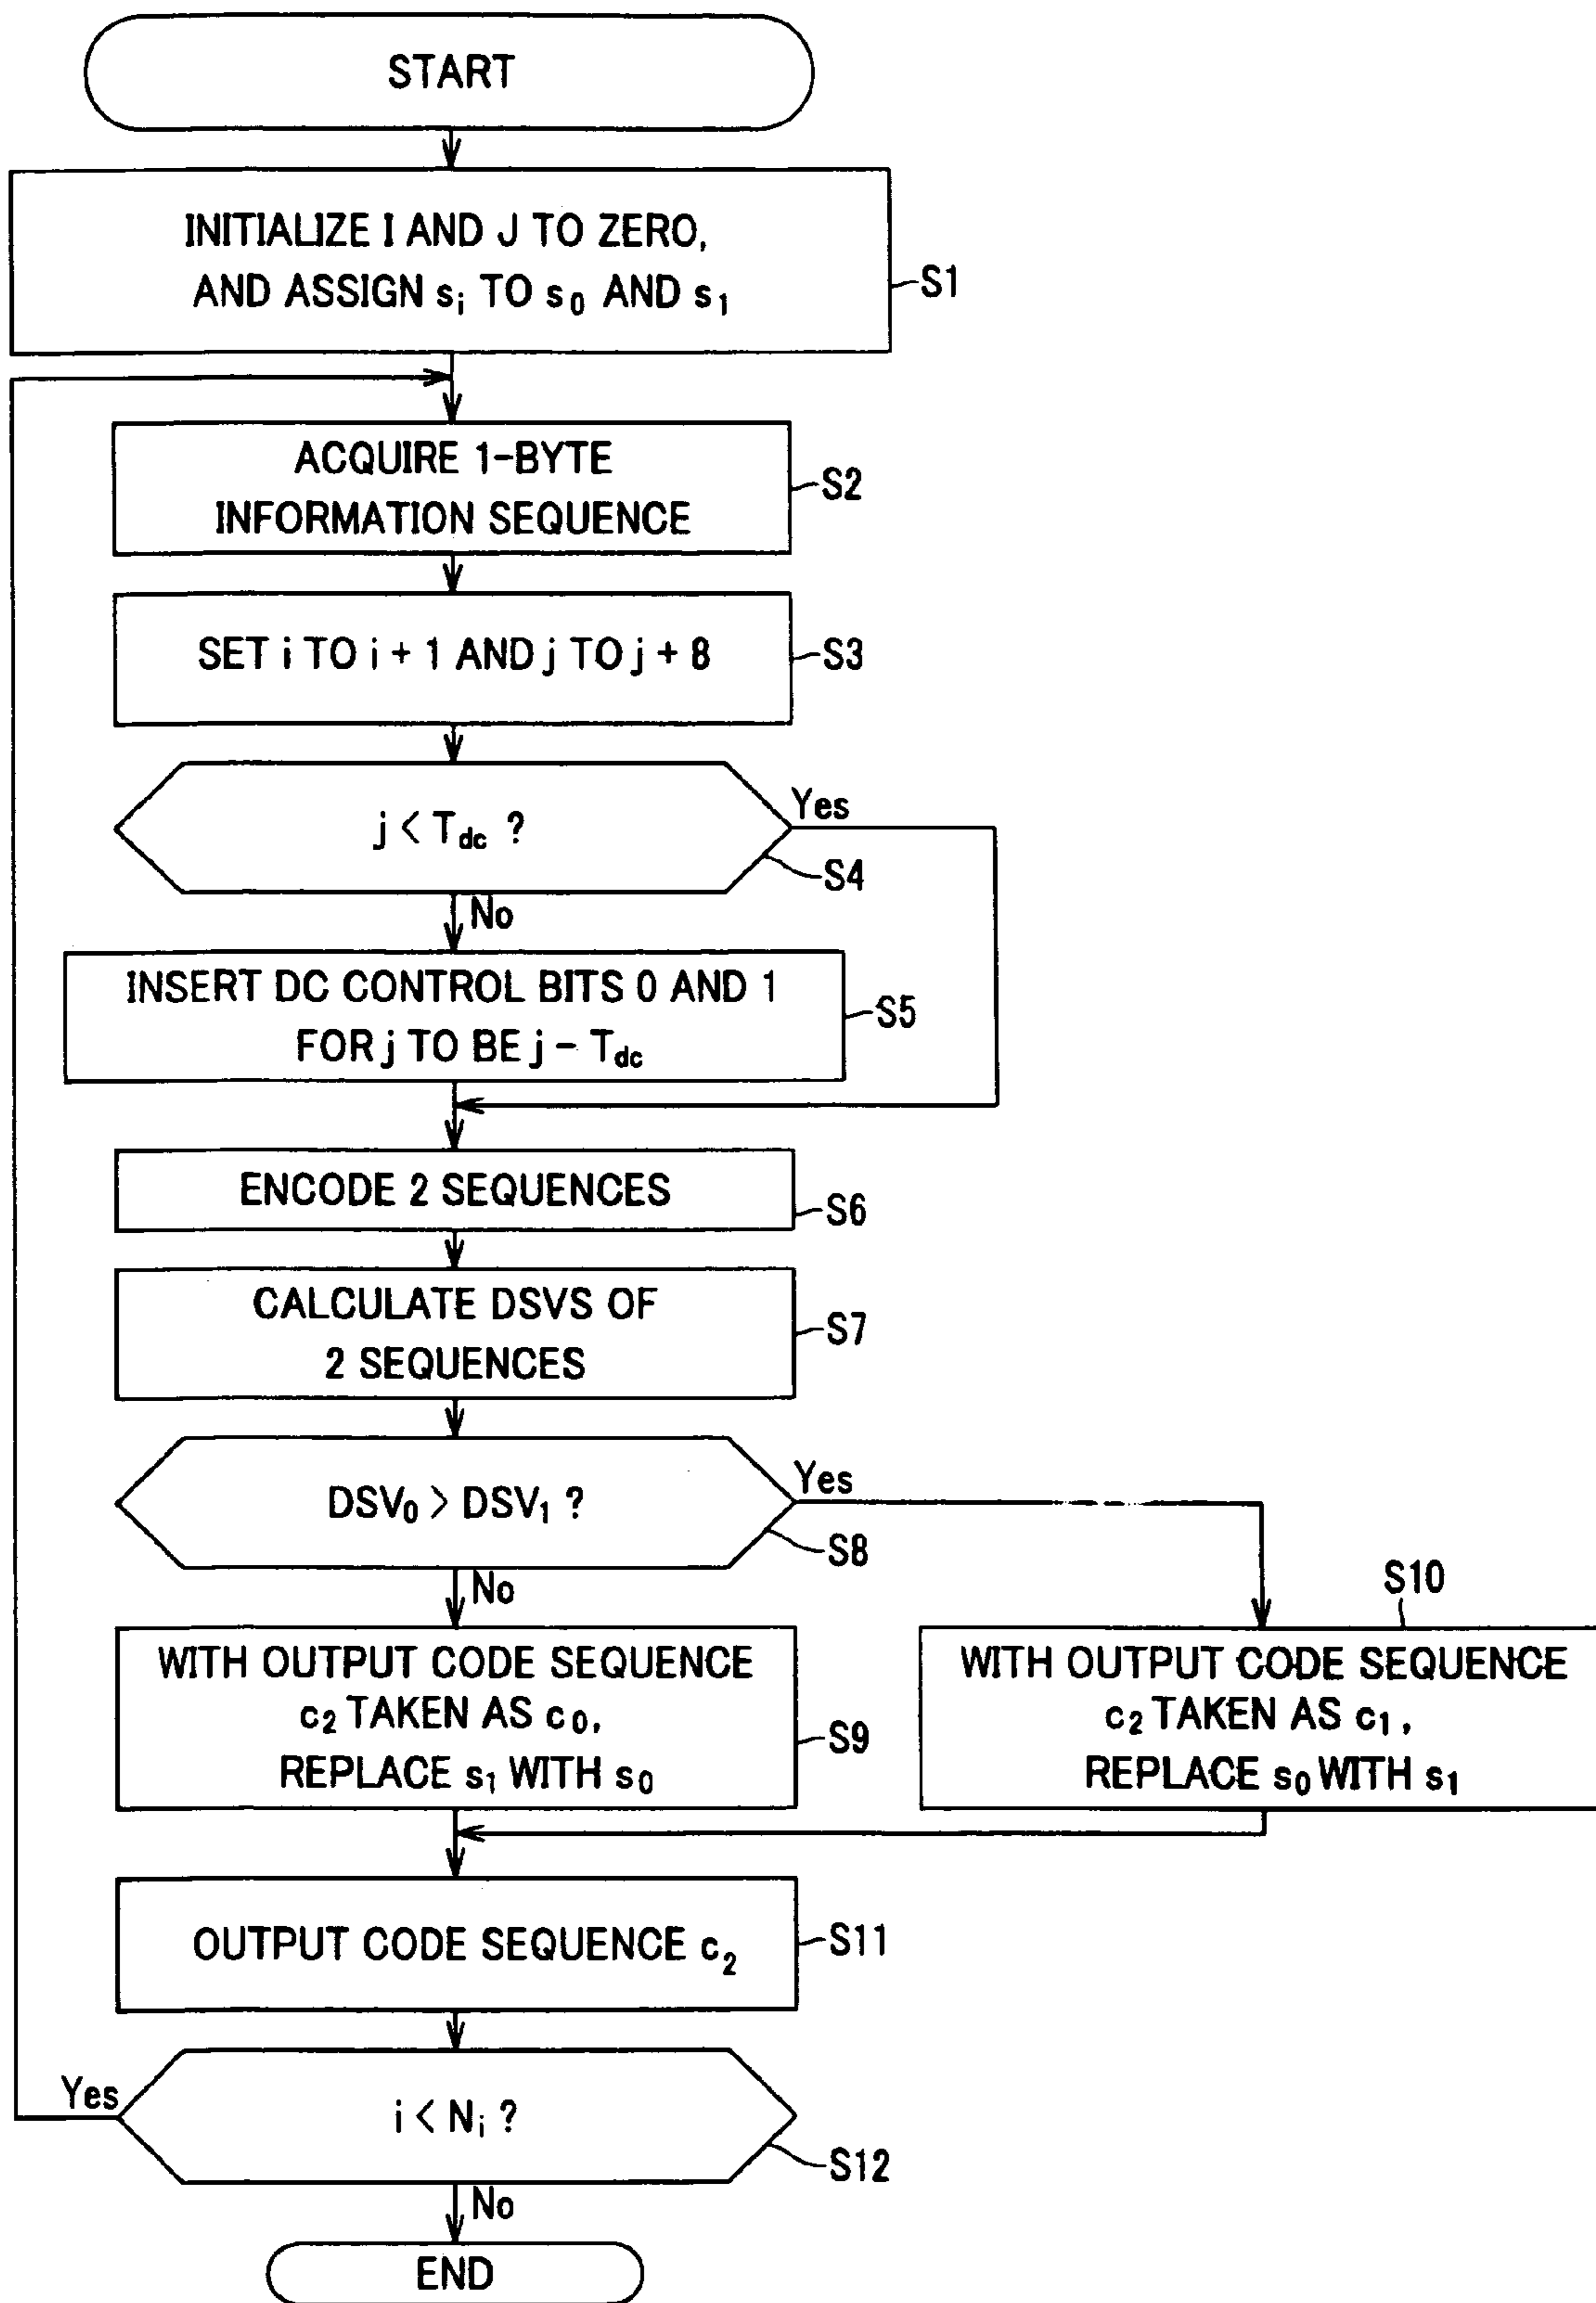 START
INITIALIZE I AND J TO ZERO,
AND ASSIGN sᵢ TO s₀ AND s₁
S1
ACQUIRE 1-BYTE
INFORMATION SEQUENCE
S2
SET i TO i + 1 AND j TO j + 8
S3
j < T_dc ?
Yes
S4
No
INSERT DC CONTROL BITS 0 AND 1
FOR j TO BE j - T_dc
S5
ENCODE 2 SEQUENCES
S6
CALCULATE DSVS OF
2 SEQUENCES
S7
DSV₀ > DSV₁ ?
Yes
S8
No
WITH OUTPUT CODE SEQUENCE
c₂ TAKEN AS c₀,
REPLACE s₁ WITH s₀
S9
S10
WITH OUTPUT CODE SEQUENCE
c₂ TAKEN AS c₁,
REPLACE s₀ WITH s₁
OUTPUT CODE SEQUENCE c₂
S11
Yes
i < Nᵢ ?
S12
No
END